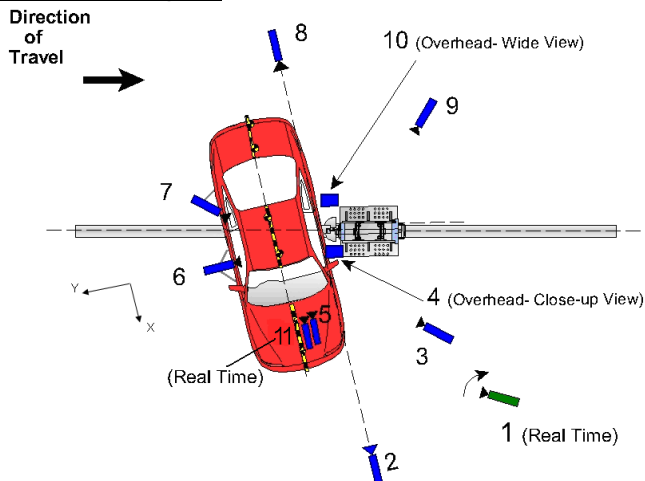 Direction
of
Travel
8
10 (Overhead- Wide View)
9
7
6
Y
X
4 (Overhead- Close-up View)
5
11
3
(Real Time)
1 (Real Time)
2